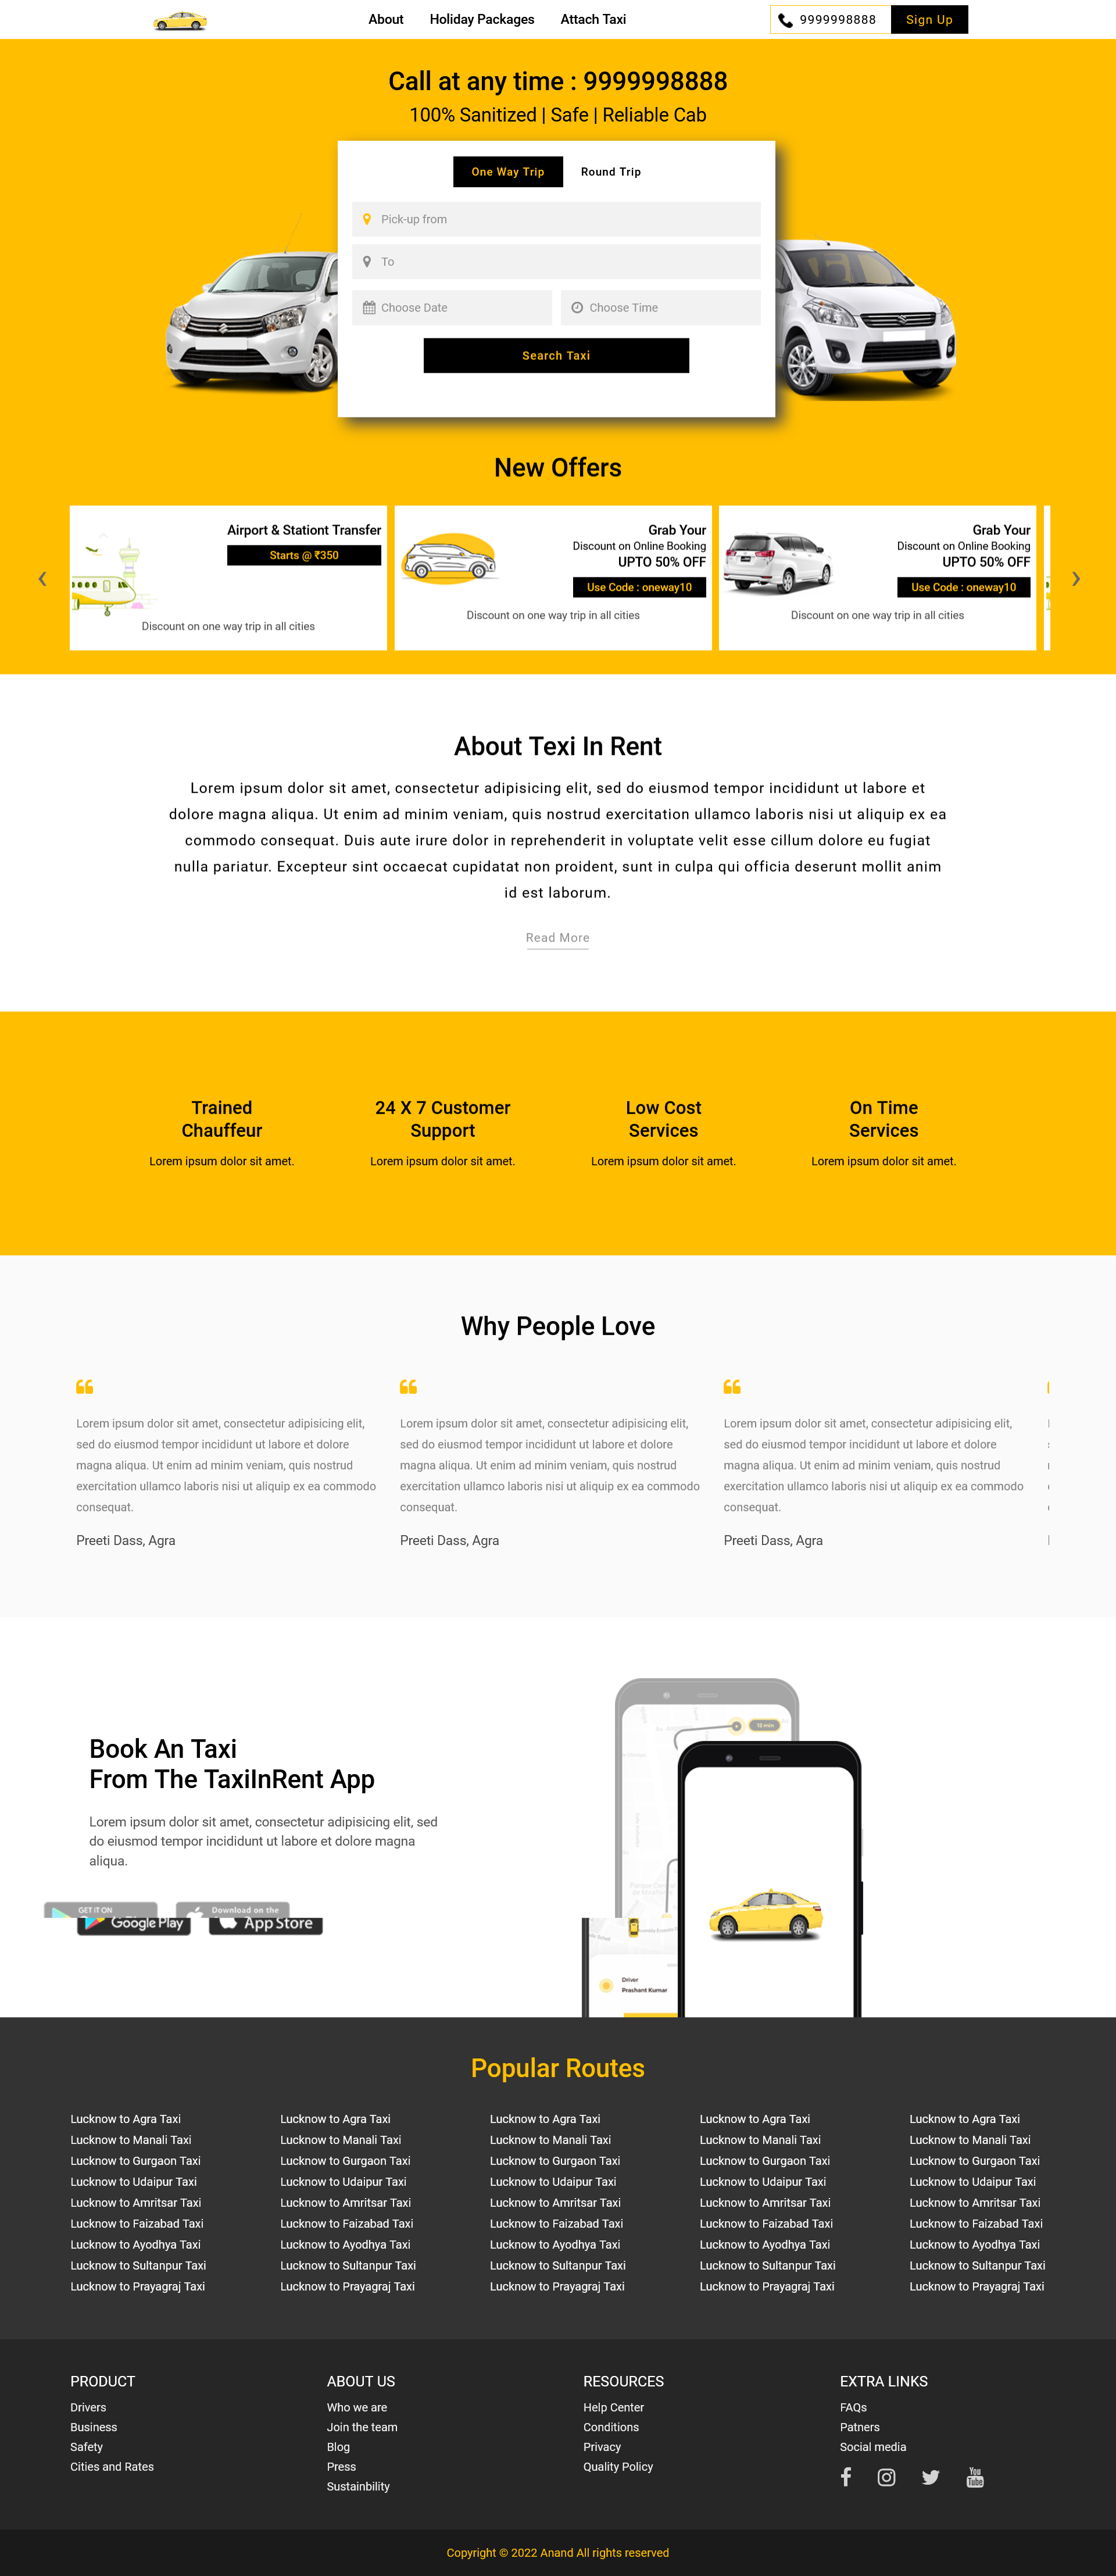 About Holiday Packages Attach Taxi 9999998888 Sign Up
Call at any time : 9999998888
100% Sanitized | Safe | Reliable Cab
One Way Trip Round Trip
Pick-up from
To
Choose Date Choose Time
Search Taxi
New Offers
Airport & Stationt Transfer
Starts @ ₹350
Discount on one way trip in all cities
Grab Your
Discount on Online Booking
UPTO 50% OFF
Use Code : oneway10
Discount on one way trip in all cities
Grab Your
Discount on Online Booking
UPTO 50% OFF
Use Code : oneway10
Discount on one way trip in all cities
About Texi In Rent
Lorem ipsum dolor sit amet, consectetur adipisicing elit, sed do eiusmod tempor incididunt ut labore et
dolore magna aliqua. Ut enim ad minim veniam, quis nostrud exercitation ullamco laboris nisi ut aliquip ex ea
commodo consequat. Duis aute irure dolor in reprehenderit in voluptate velit esse cillum dolore eu fugiat
nulla pariatur. Excepteur sint occaecat cupidatat non proident, sunt in culpa qui officia deserunt mollit anim
id est laborum.
Read More
Trained
Chauffeur
Lorem ipsum dolor sit amet.
24 X 7 Customer
Support
Lorem ipsum dolor sit amet.
Low Cost
Services
Lorem ipsum dolor sit amet.
On Time
Services
Lorem ipsum dolor sit amet.
Why People Love
Lorem ipsum dolor sit amet, consectetur adipisicing elit,
sed do eiusmod tempor incididunt ut labore et dolore
magna aliqua. Ut enim ad minim veniam, quis nostrud
exercitation ullamco laboris nisi ut aliquip ex ea commodo
consequat.
Preeti Dass, Agra
Lorem ipsum dolor sit amet, consectetur adipisicing elit,
sed do eiusmod tempor incididunt ut labore et dolore
magna aliqua. Ut enim ad minim veniam, quis nostrud
exercitation ullamco laboris nisi ut aliquip ex ea commodo
consequat.
Preeti Dass, Agra
Lorem ipsum dolor sit amet, consectetur adipisicing elit,
sed do eiusmod tempor incididunt ut labore et dolore
magna aliqua. Ut enim ad minim veniam, quis nostrud
exercitation ullamco laboris nisi ut aliquip ex ea commodo
consequat.
Preeti Dass, Agra
Book An Taxi
From The TaxiInRent App
Lorem ipsum dolor sit amet, consectetur adipisicing elit, sed
do eiusmod tempor incididunt ut labore et dolore magna
aliqua.
GET IT ON
Google Play
Download on the
App Store
10 min
Driver
Prashant Kumar
Popular Routes
Lucknow to Agra Taxi
Lucknow to Manali Taxi
Lucknow to Gurgaon Taxi
Lucknow to Udaipur Taxi
Lucknow to Amritsar Taxi
Lucknow to Faizabad Taxi
Lucknow to Ayodhya Taxi
Lucknow to Sultanpur Taxi
Lucknow to Prayagraj Taxi
Lucknow to Agra Taxi
Lucknow to Manali Taxi
Lucknow to Gurgaon Taxi
Lucknow to Udaipur Taxi
Lucknow to Amritsar Taxi
Lucknow to Faizabad Taxi
Lucknow to Ayodhya Taxi
Lucknow to Sultanpur Taxi
Lucknow to Prayagraj Taxi
Lucknow to Agra Taxi
Lucknow to Manali Taxi
Lucknow to Gurgaon Taxi
Lucknow to Udaipur Taxi
Lucknow to Amritsar Taxi
Lucknow to Faizabad Taxi
Lucknow to Ayodhya Taxi
Lucknow to Sultanpur Taxi
Lucknow to Prayagraj Taxi
Lucknow to Agra Taxi
Lucknow to Manali Taxi
Lucknow to Gurgaon Taxi
Lucknow to Udaipur Taxi
Lucknow to Amritsar Taxi
Lucknow to Faizabad Taxi
Lucknow to Ayodhya Taxi
Lucknow to Sultanpur Taxi
Lucknow to Prayagraj Taxi
Lucknow to Agra Taxi
Lucknow to Manali Taxi
Lucknow to Gurgaon Taxi
Lucknow to Udaipur Taxi
Lucknow to Amritsar Taxi
Lucknow to Faizabad Taxi
Lucknow to Ayodhya Taxi
Lucknow to Sultanpur Taxi
Lucknow to Prayagraj Taxi
PRODUCT
Drivers
Business
Safety
Cities and Rates
ABOUT US
Who we are
Join the team
Blog
Press
Sustainbility
RESOURCES
Help Center
Conditions
Privacy
Quality Policy
EXTRA LINKS
FAQs
Patners
Social media
You
Tube
Copyright © 2022 Anand All rights reserved